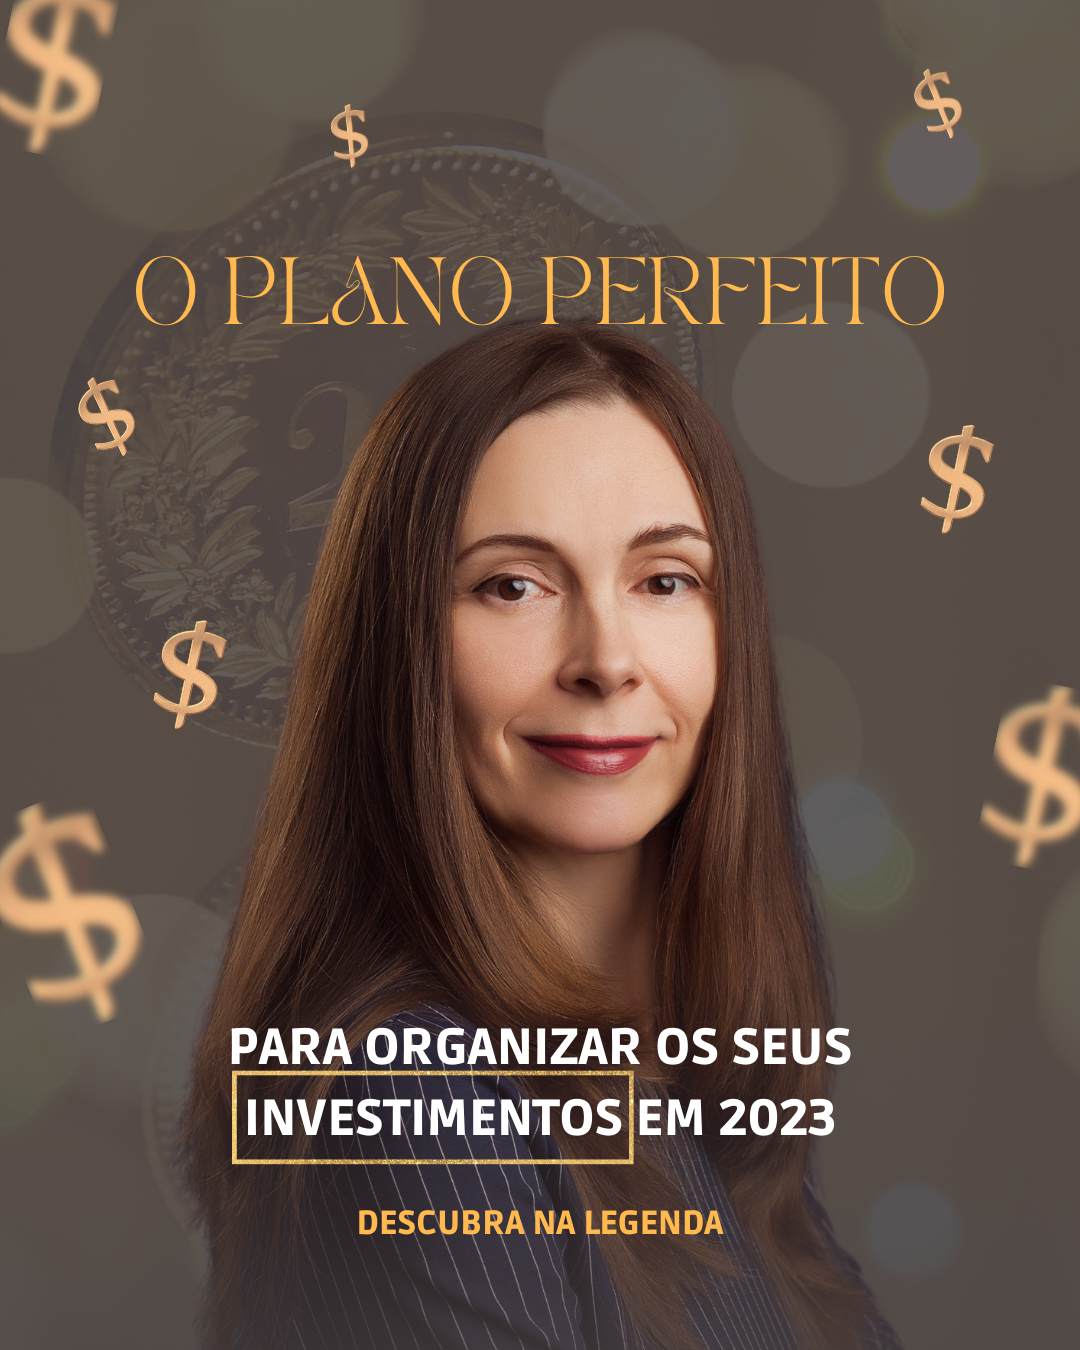 O PLANO PERFEITO
PARA ORGANIZAR OS SEUS
INVESTIMENTOS EM 2023
DESCUBRA NA LEGENDA